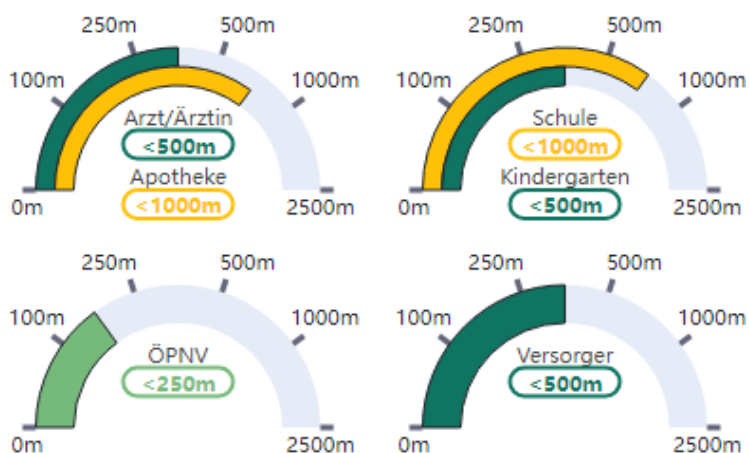 250m 500m
100m 1000m
Arzt/Ärztin
<500m
Apotheke
<1000m
0m 2500m
250m 500m
100m 1000m
Schule
<1000m
Kindergarten
<500m
0m 2500m
250m 500m
100m 1000m
ÖPNV
<250m
0m 2500m
250m 500m
100m 1000m
Versorger
<500m
0m 2500m